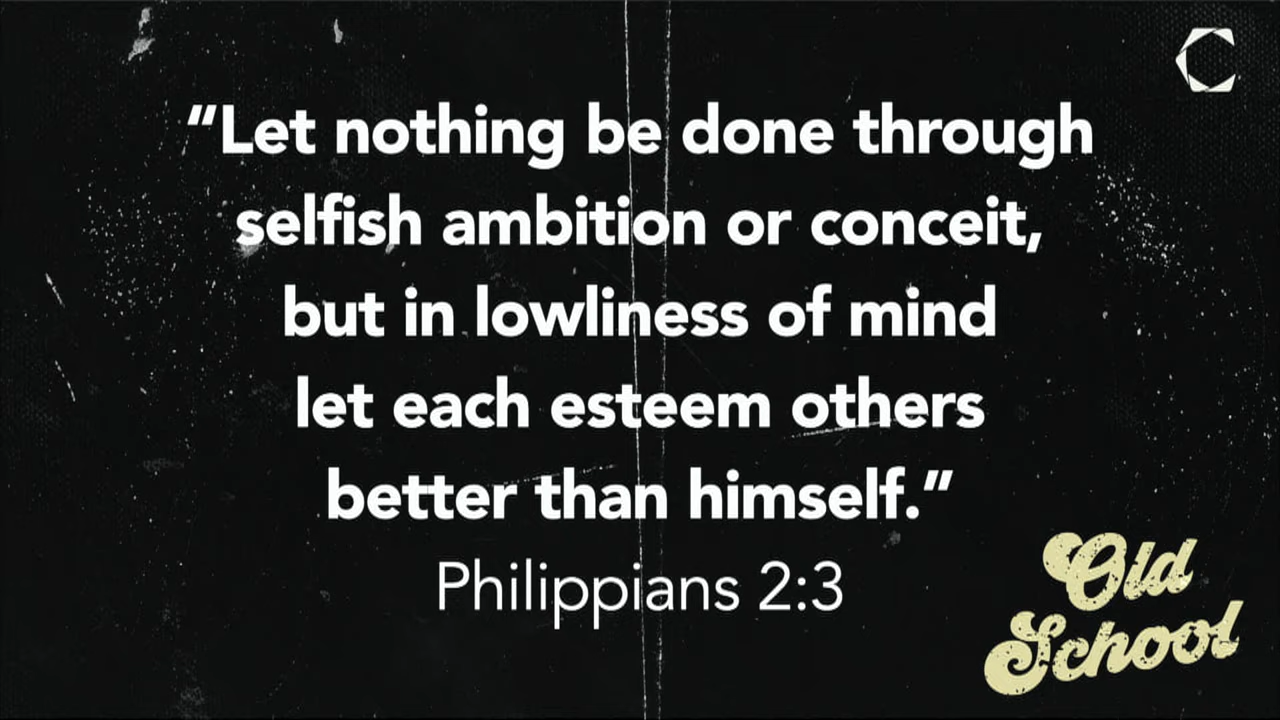 “Let nothing be done through
selfish ambition or conceit,
but in lowliness of mind
let each esteem others
better than himself.”
Philippians 2:3
Old
School